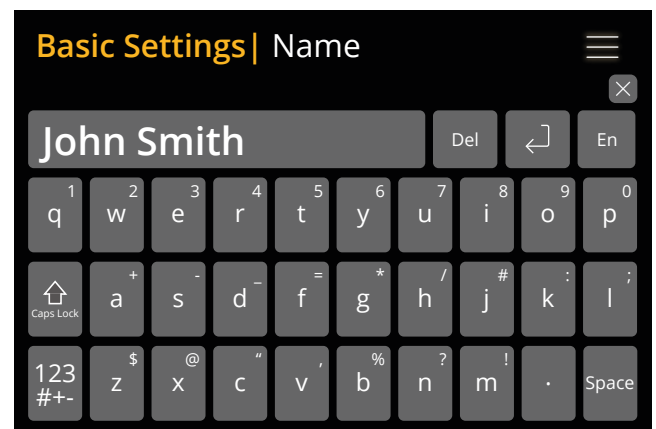 Basic Settings| Name
John Smith Del En
1 2 3 4 5 6 7 8 9 0
q w e r t y u i o p
+ - _ = * / # : ;
Caps Lock a s d f g h j k l
$ @ “ , % ? !
123 z x c v b n m · Space
#+-